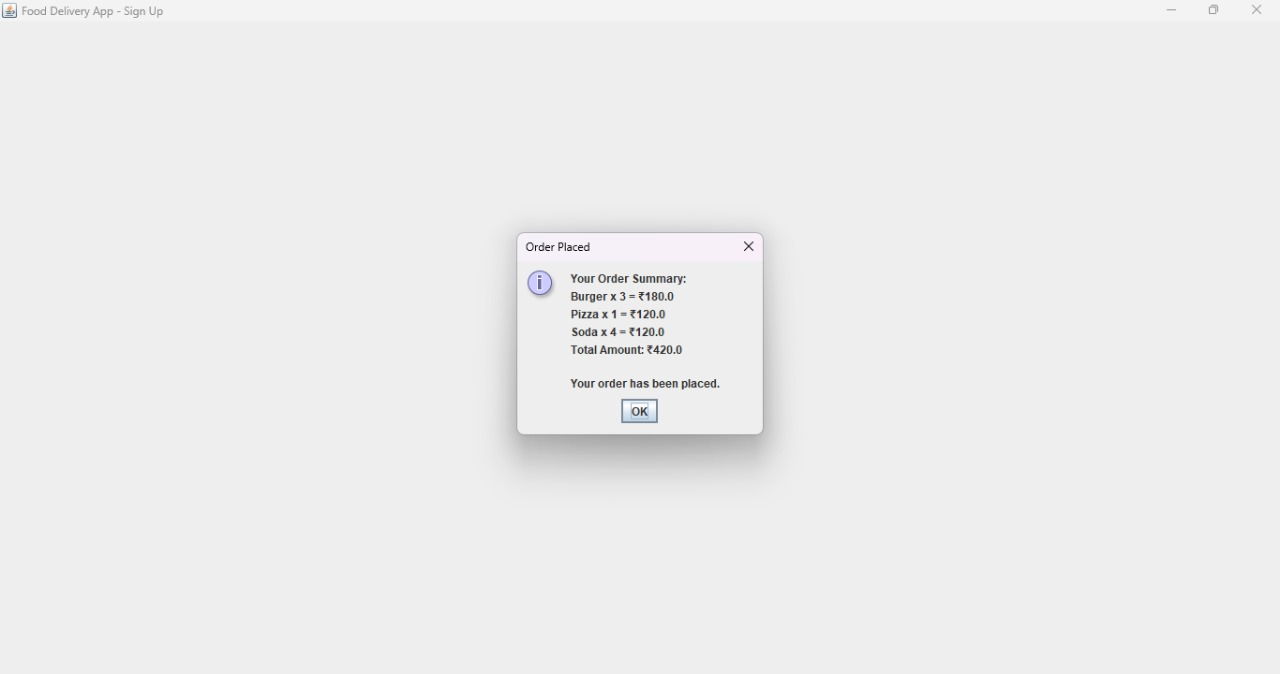 Food Delivery App - Sign Up
Order Placed
i
Your Order Summary:
Burger x 3 = ₹180.0
Pizza x 1 = ₹120.0
Soda x 4 = ₹120.0
Total Amount: ₹420.0
Your order has been placed.
OK